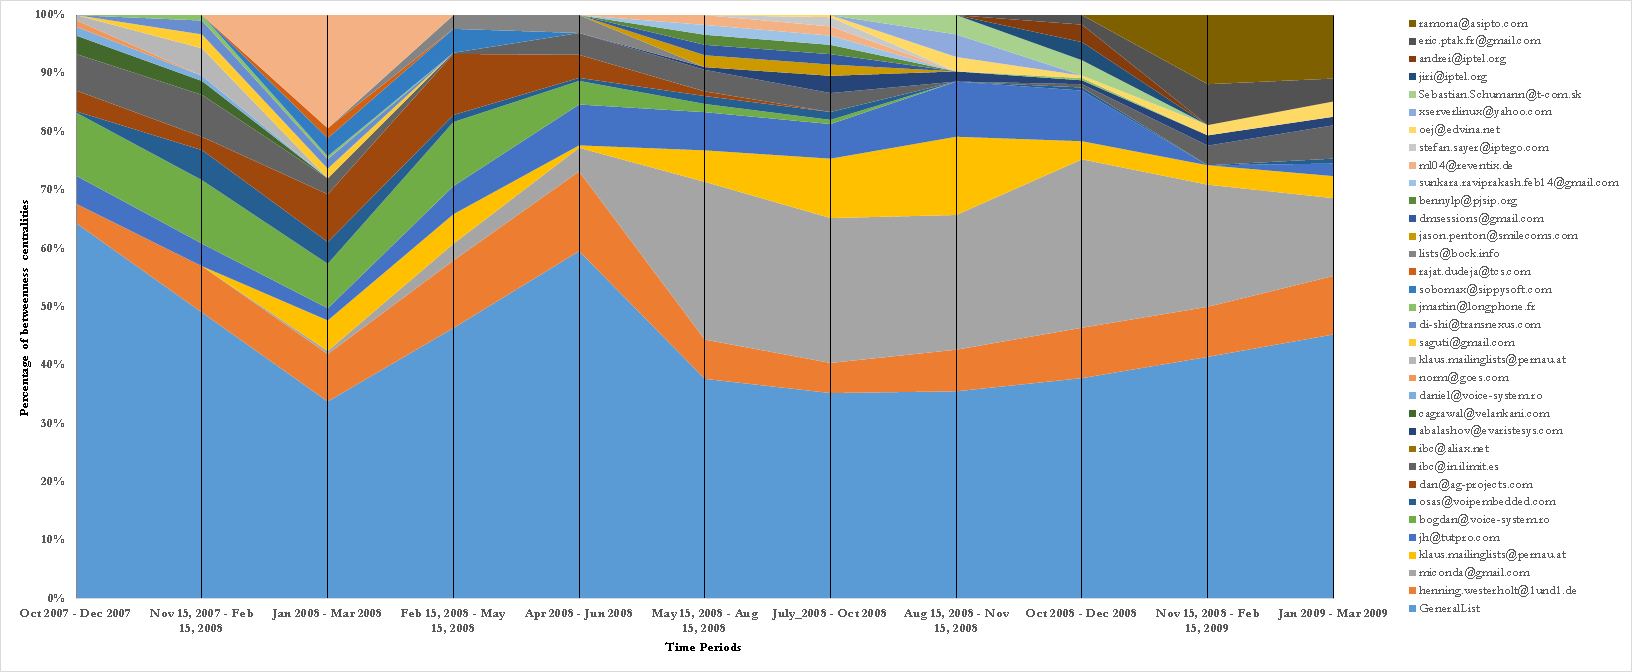 100%
90%
80%
70%
60%
50%
40%
30%
20%
10%
0%
Percentage of betweenness centralities
Oct 2007 - Dec 2007
Nov 15, 2007 - Feb
15, 2008
Jan 2008 - Mar 2008
Feb 15, 2008 - May
15, 2008
Apr 2008 - Jun 2008
May 15, 2008 - Aug
15, 2008
July_2008 - Oct 2008
Aug 15, 2008 - Nov
15, 2008
Oct 2008 - Dec 2008
Nov 15, 2008 - Feb
15, 2009
Jan 2009 - Mar 2009
Time Periods
ramona@asipto.com
eric.ptak.fr@gmail.com
andrei@iptel.org
jiri@iptel.org
Sebastian.Schumann@t-com.sk
xserverlinux@yahoo.com
oej@edvina.net
stefan.sayer@iptego.com
ml04@reventix.de
sunkara.raviprakash.feb14@gmail.com
bennylp@pjsip.org
dmsessions@gmail.com
jason.penton@smilecoms.com
lists@bock.info
rajat.dudeja@tcs.com
sobomax@sippysoft.com
jmartin@longphone.fr
di-shi@transnexus.com
saguti@gmail.com
klaus.mailinglists@pernau.at
norm@goes.com
daniel@voice-system.ro
cagrawal@velankani.com
abalashov@evaristesys.com
ibc@aliax.net
ibc@in.ilimit.es
dan@ag-projects.com
osas@voipembedded.com
bogdan@voice-system.ro
jh@tutpro.com
klaus.mailinglists@pernau.at
miconda@gmail.com
henning.westerholt@1und1.de
GeneralList